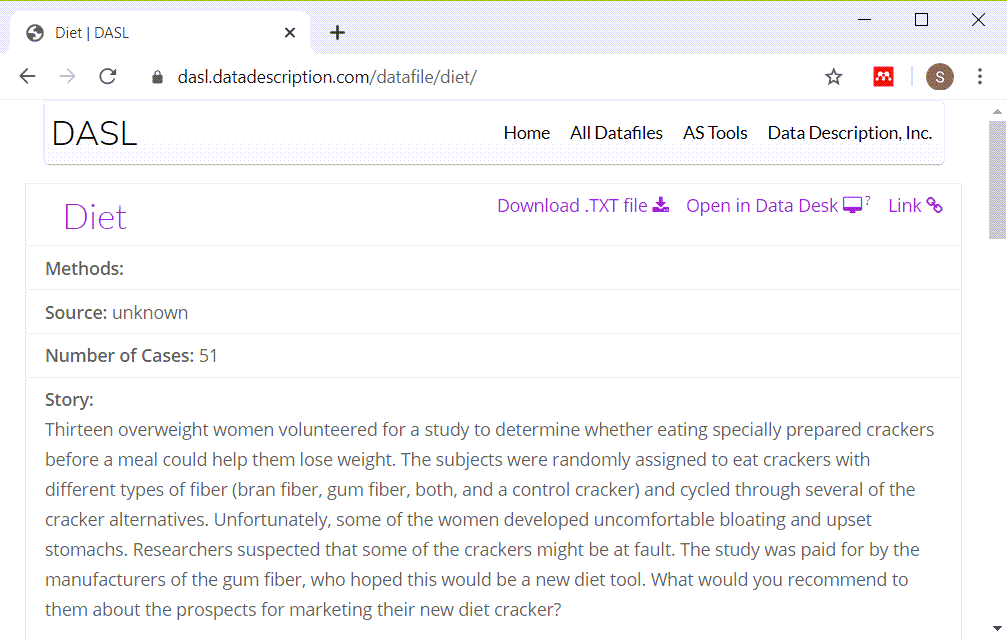 Diet | DASL
dasl.datadescription.com/datafile/diet/
S
DASL
Home All Datafiles AS Tools Data Description, Inc.
Diet
Download .TXT file Open in Data Desk ? Link
Methods:
Source: unknown
Number of Cases: 51
Story:
Thirteen overweight women volunteered for a study to determine whether eating specially prepared crackers
before a meal could help them lose weight. The subjects were randomly assigned to eat crackers with
different types of fiber (bran fiber, gum fiber, both, and a control cracker) and cycled through several of the
cracker alternatives. Unfortunately, some of the women developed uncomfortable bloating and upset
stomachs. Researchers suspected that some of the crackers might be at fault. The study was paid for by the
manufacturers of the gum fiber, who hoped this would be a new diet tool. What would you recommend to
them about the prospects for marketing their new diet cracker?